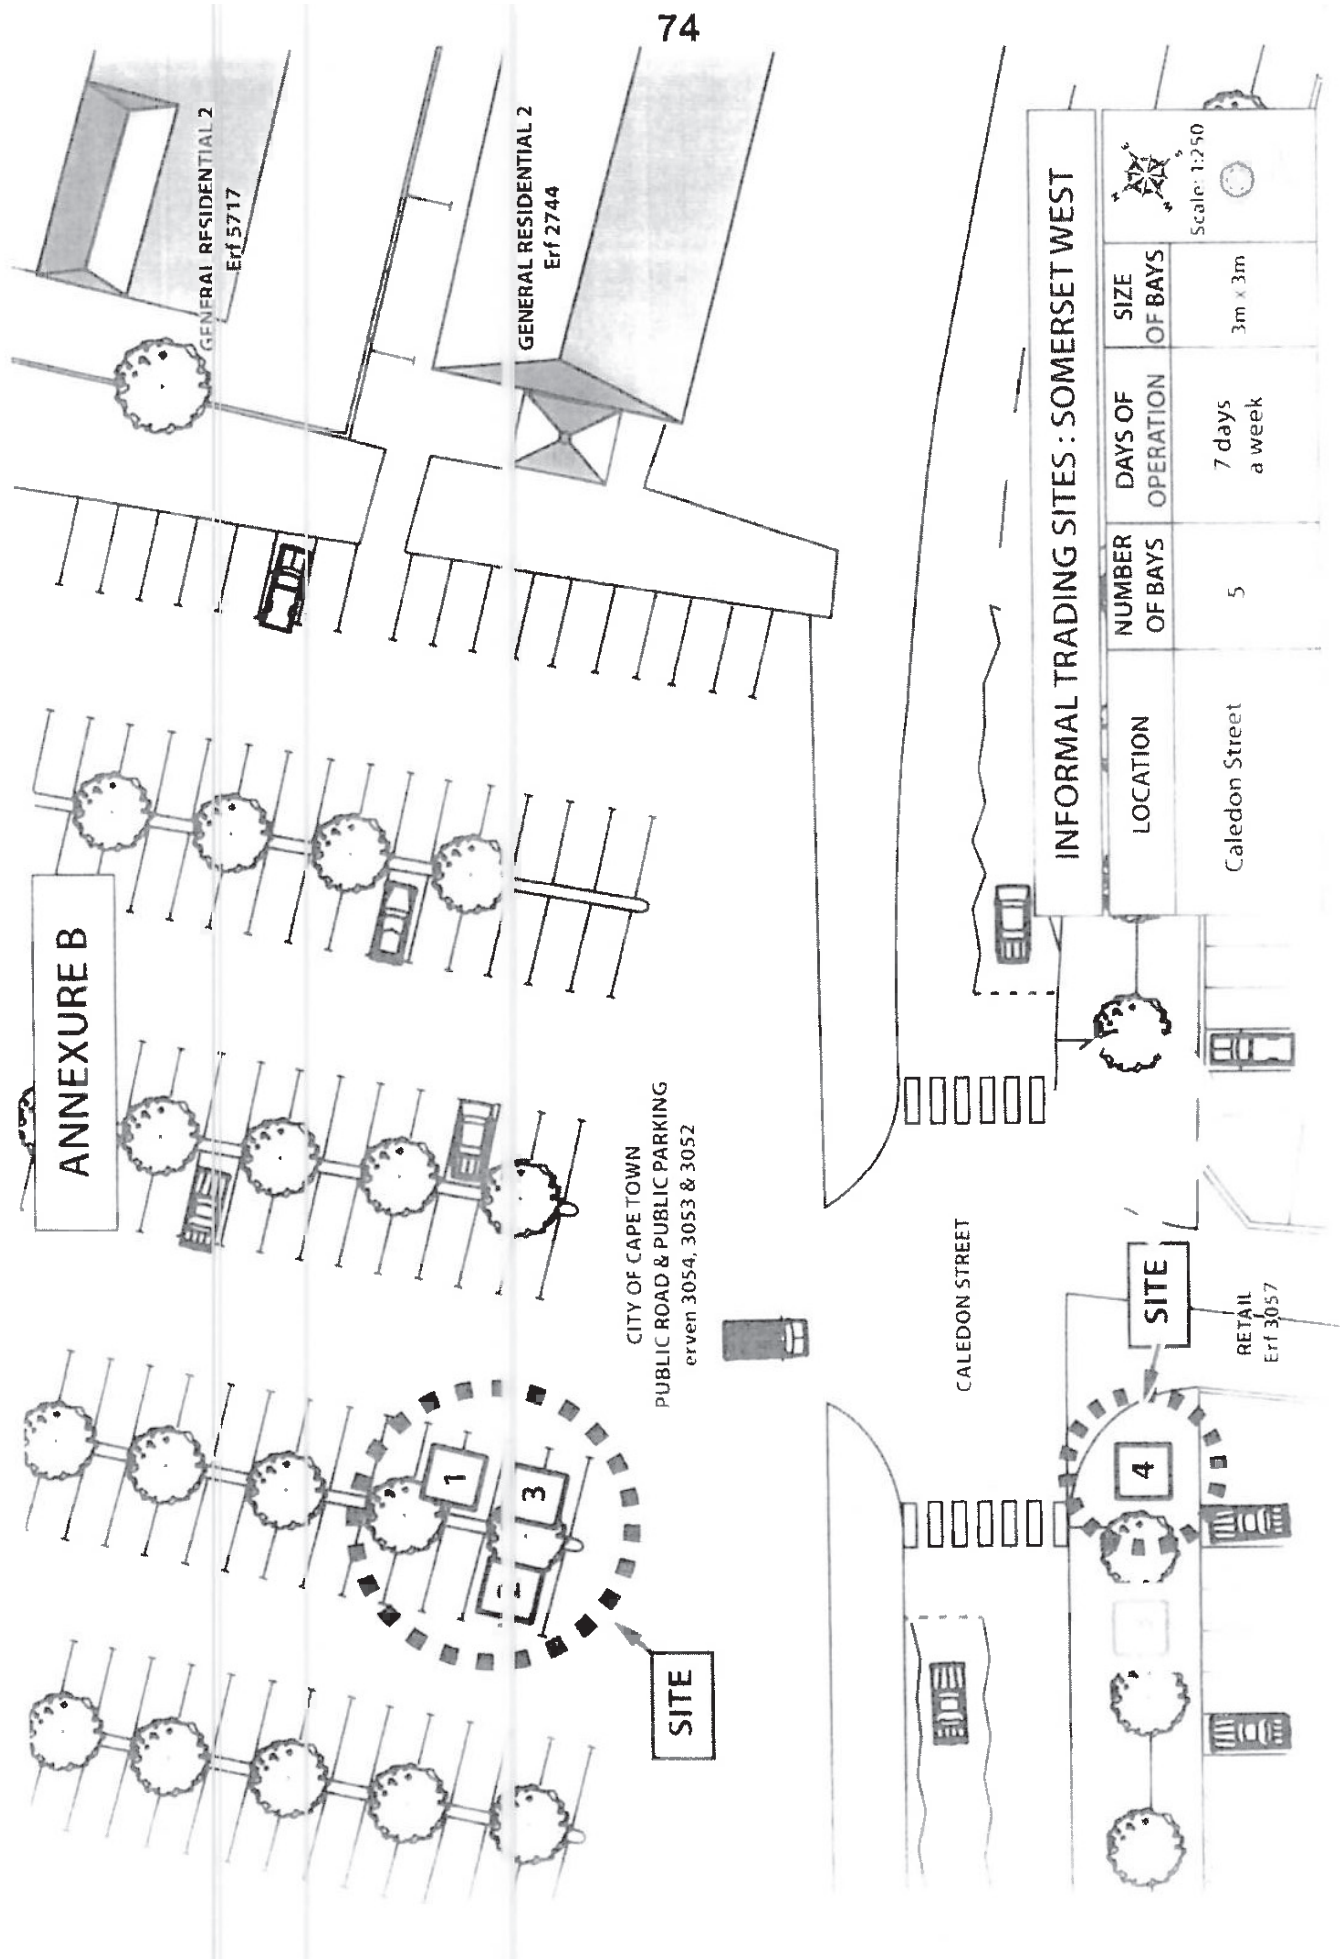 74
ANNEXURE B
GENERAL RESIDENTIAL 2
Erf 5717
GENERAL RESIDENTIAL 2
Erf 2744
CITY OF CAPE TOWN
PUBLIC ROAD & PUBLIC PARKING
erven 3054, 3053 & 3052
1
3
SITE
CALEDON STREET
4
SITE
RETAIL
Erf 3057
INFORMAL TRADING SITES : SOMERSET WEST
LOCATION
NUMBER
OF BAYS
DAYS OF
OPERATION
SIZE
OF BAYS
Caledon Street
5
7 days
a week
3m x 3m
Scale: 1:250